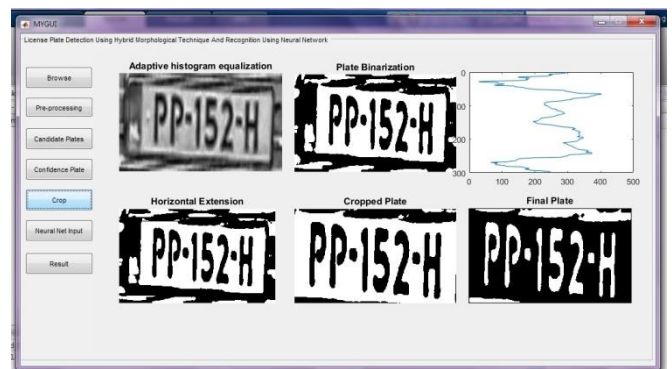 MYGUI
License Plate Detection Using Hybrid Morphological Technique And Recognition Using Neural Network
Browse
Pre-processing
Candidate Plates
Confidence Plate
Crop
Neural Net Input
Result
Adaptive histogram equalization
PP-152-H
Plate Binarization
PP-152-H
0
100
200
300
0 100 200 300 400 500
Horizontal Extension
PP-152-H
Cropped Plate
PP-152-H
Final Plate
PP-152-H